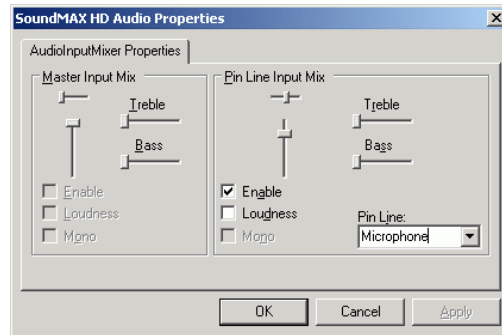 SoundMAX HD Audio Properties
AudioInputMixer Properties
Master Input Mix
Treble
Bass
Enable
Loudness
Mono
Pin Line Input Mix
Treble
Bass
Enable
Loudness
Mono
Pin Line:
Microphone
OK
Cancel
Apply